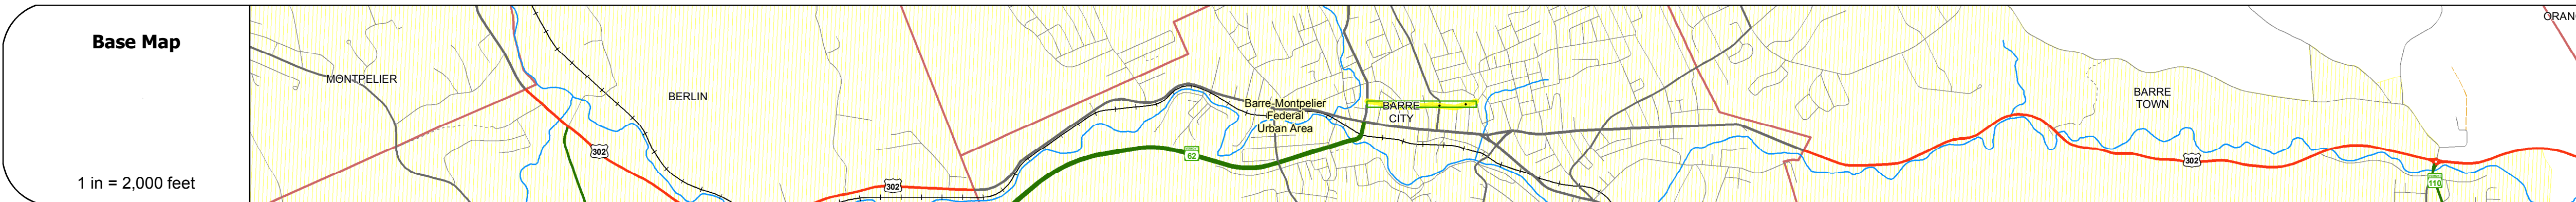 Base Map
1 in = 2,000 feet
MONTPELIER
BERLIN
302
302
62
Barre-Montpelier
Federal
Urban Area
BARRE
CITY
BARRE
TOWN
302
110
ORAN